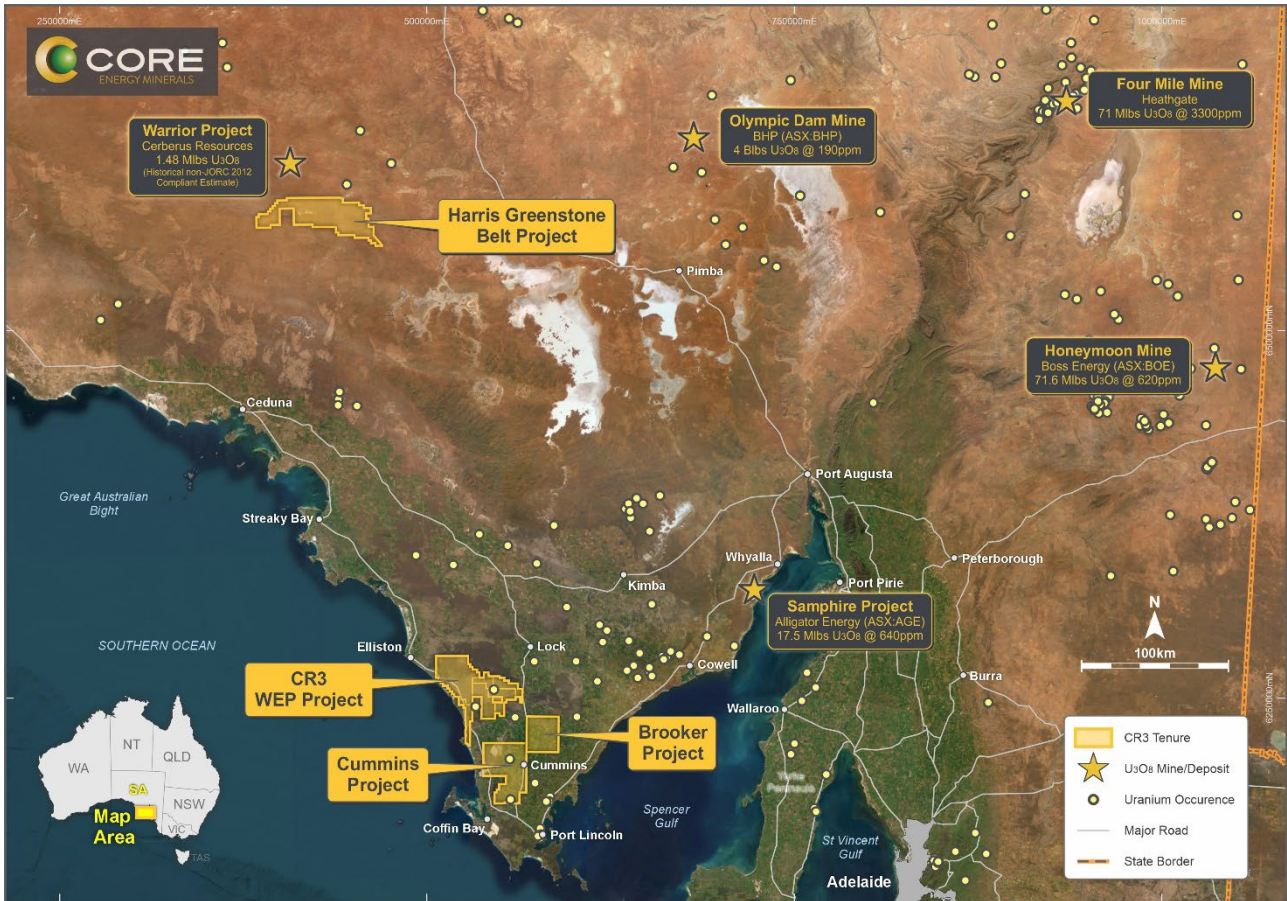 250000mE
500000mE
750000mE
1000000mE
CORE
ENERGY MINERALS
Four Mile Mine
Heathgate
71 Mlbs U₃O₈ @ 3300ppm
Olympic Dam Mine
BHP (ASX:BHP)
4 Blbs U₃O₈ @ 190ppm
Warrior Project
Cerberus Resources
1.48 Mlbs U₃O₈
(Historical non-JORC 2012
Compliant Estimate)
Harris Greenstone
Belt Project
Pimba
6500000mN
Honeymoon Mine
Boss Energy (ASX:BOE)
71.6 Mlbs U₃O₈ @ 620ppm
Ceduna
Port Augusta
Great Australian
Bight
Streaky Bay
Whyalla
Peterborough
Kimba
Port Pirie
Samphire Project
Alligator Energy (ASX:AGE)
17.5 Mlbs U₃O₈ @ 640ppm
N
100km
SOUTHERN OCEAN
Elliston
Lock
Cowell
Burra
CR3
WEP Project
Wallaroo
6250000mN
Brooker
Project
Cummins
Project
Cummins
Yorke
Peninsula
Coffin Bay
Port Lincoln
Spencer
Gulf
St Vincent
Gulf
Adelaide
NT
QLD
WA
SA
NSW
VIC
TAS
Map
Area
CR3 Tenure
U₃O₈ Mine/Deposit
Uranium Occurence
Major Road
State Border